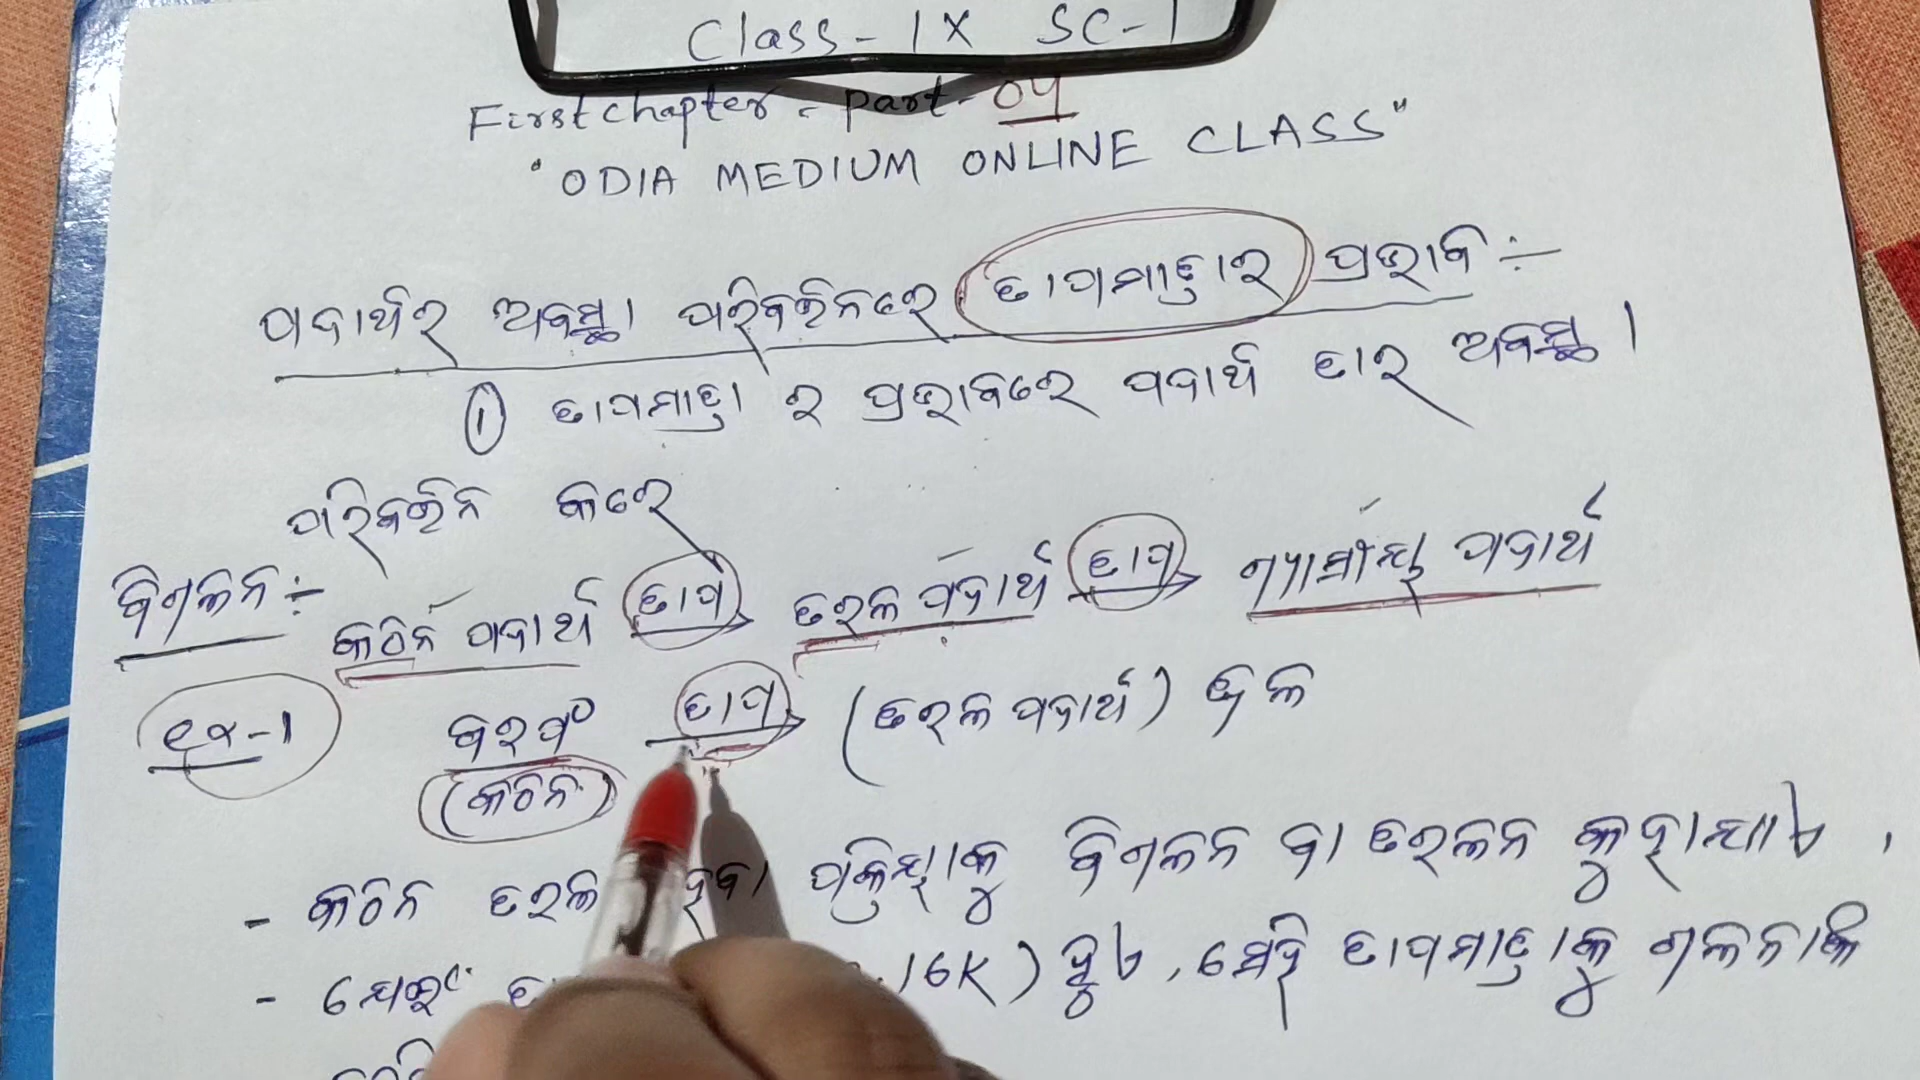 Class - IX SC-1
First chapter - part - 04
"ODIA MEDIUM ONLINE CLASS"
ପଦାର୍ଥର ଅବସ୍ଥା ପରିବର୍ତ୍ତନରେ ତାପମାତ୍ରାର ପ୍ରଭାବ :-
① ତାପମାତ୍ରା ର ପ୍ରଭାବରେ ପଦାର୍ଥ ତାର ଅବସ୍ଥା
ପରିବର୍ତ୍ତନ କରେ
ବିଗଳନ :- କଠିନ ପଦାର୍ଥ ତାପ→ ତରଳ ପଦାର୍ଥ ତାପ→ ଗ୍ୟାସୀୟ ପଦାର୍ଥ
ବରଫ ତାପ→ (ତରଳ ପଦାର୍ଥ) ଜଳ
(କଠିନ)
- କଠିନ ତରଳ ହେବା ପ୍ରକ୍ରିୟାକୁ ବିଗଳନ ବା ତରଳନ କୁହାଯାଏ,
- ଯେଉଁ .16K) ହୁଏ, ସେହି ତାପମାତ୍ରାକୁ ଗଳନାଙ୍କ